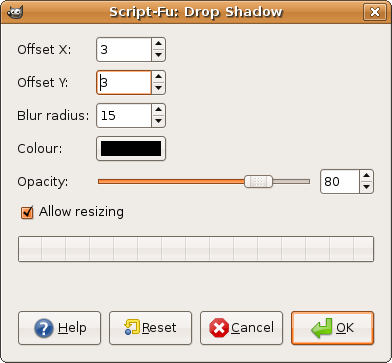 Script-Fu: Drop Shadow
Offset X: 3
Offset Y: 3
Blur radius: 15
Colour:
Opacity: 80
Allow resizing
Help Reset Cancel OK